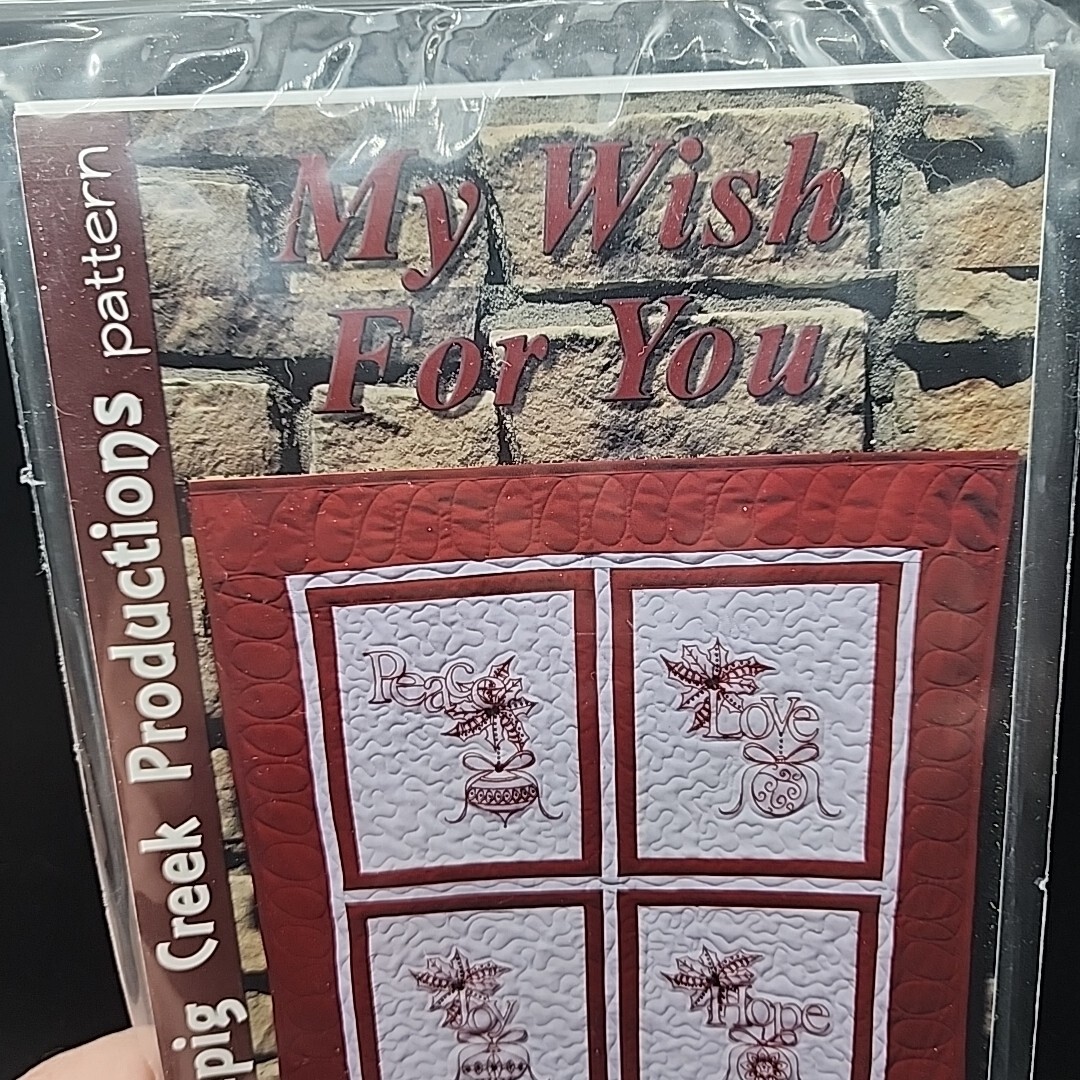 My Wish
For You
pig Creek Productions pattern
Peace
Love
Joy
Hope